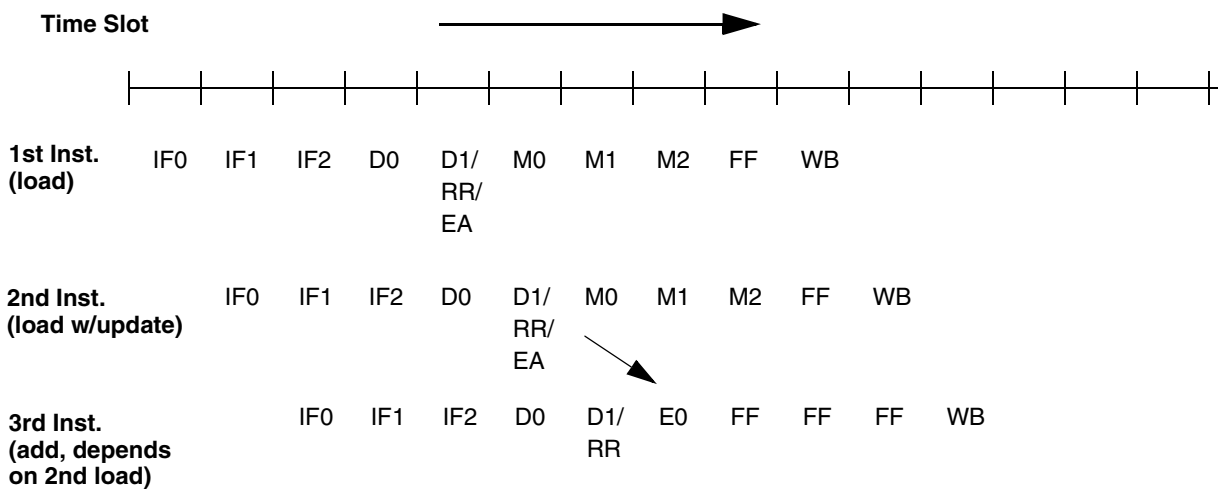 Time Slot
1st Inst. IF0 IF1 IF2 D0 D1/ M0 M1 M2 FF WB
(load) RR/
EA
2nd Inst. IF0 IF1 IF2 D0 D1/ M0 M1 M2 FF WB
(load w/update) RR/
EA
3rd Inst. IF0 IF1 IF2 D0 D1/ E0 FF FF FF WB
(add, depends RR
on 2nd load)